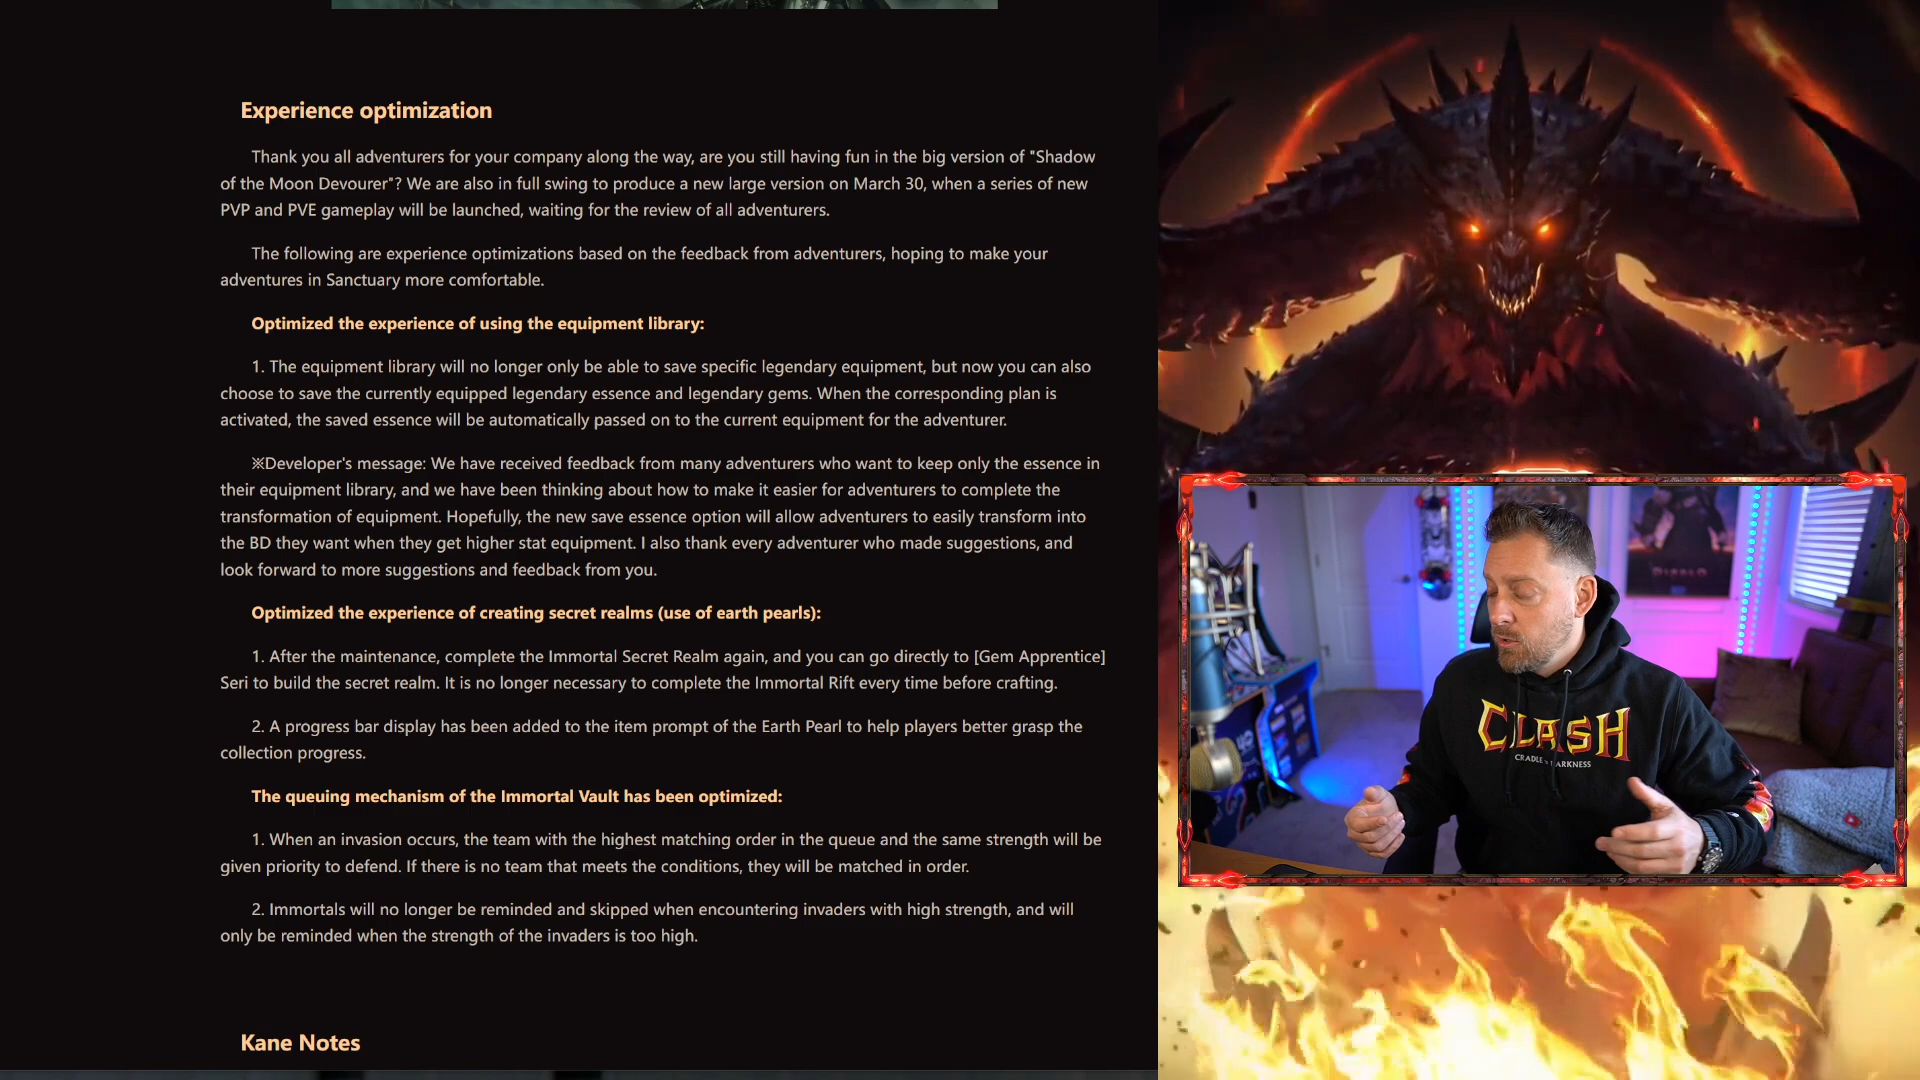 Experience optimization
Thank you all adventurers for your company along the way, are you still having fun in the big version of "Shadow
of the Moon Devourer"? We are also in full swing to produce a new large version on March 30, when a series of new
PVP and PVE gameplay will be launched, waiting for the review of all adventurers.
The following are experience optimizations based on the feedback from adventurers, hoping to make your
adventures in Sanctuary more comfortable.
Optimized the experience of using the equipment library:
1. The equipment library will no longer only be able to save specific legendary equipment, but now you can also
choose to save the currently equipped legendary essence and legendary gems. When the corresponding plan is
activated, the saved essence will be automatically passed on to the current equipment for the adventurer.
※Developer's message: We have received feedback from many adventurers who want to keep only the essence in
their equipment library, and we have been thinking about how to make it easier for adventurers to complete the
transformation of equipment. Hopefully, the new save essence option will allow adventurers to easily transform into
the BD they want when they get higher stat equipment. I also thank every adventurer who made suggestions, and
look forward to more suggestions and feedback from you.
Optimized the experience of creating secret realms (use of earth pearls):
1. After the maintenance, complete the Immortal Secret Realm again, and you can go directly to [Gem Apprentice]
Seri to build the secret realm. It is no longer necessary to complete the Immortal Rift every time before crafting.
2. A progress bar display has been added to the item prompt of the Earth Pearl to help players better grasp the
collection progress.
The queuing mechanism of the Immortal Vault has been optimized:
1. When an invasion occurs, the team with the highest matching order in the queue and the same strength will be
given priority to defend. If there is no team that meets the conditions, they will be matched in order.
2. Immortals will no longer be reminded and skipped when encountering invaders with high strength, and will
only be reminded when the strength of the invaders is too high.
Kane Notes
DIABLO
CLASH